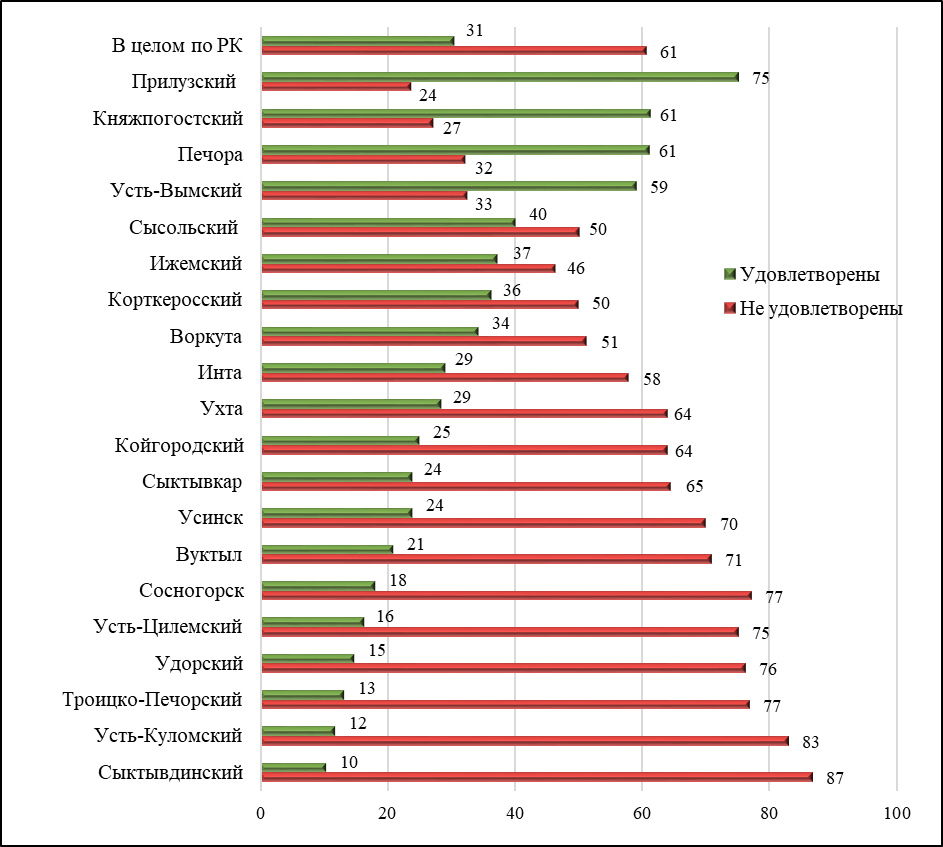 В целом по РК 31
61
Прилузский 75
24
Княжпогостский 61
27
Печора 61
32
Усть-Вымский 59
33
Сысольский 40
50
Ижемский 37
46
Корткеросский 36
50
Воркута 34
51
Инта 29
58
Ухта 29
64
Койгородский 25
64
Сыктывкар 24
65
Усинск 24
70
Вуктыл 21
71
Сосногорск 18
77
Усть-Цилемский 16
75
Удорский 15
76
Троицко-Печорский 13
77
Усть-Куломский 12
83
Сыктывдинский 10
87
Удовлетворены
Не удовлетворены
0 20 40 60 80 100